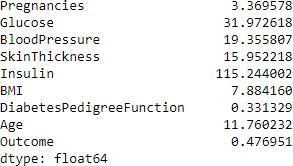 Pregnancies 3.369578
Glucose 31.972618
BloodPressure 19.355807
SkinThickness 15.952218
Insulin 115.244002
BMI 7.884160
DiabetesPedigreeFunction 0.331329
Age 11.760232
Outcome 0.476951
dtype: float64